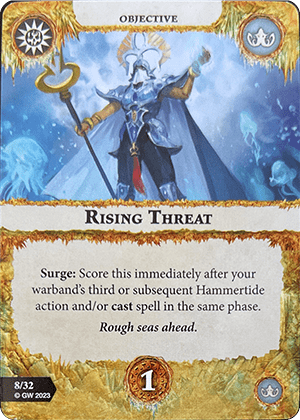 OBJECTIVE
RISING THREAT
Surge: Score this immediately after your
warband's third or subsequent Hammertide
action and/or cast spell in the same phase.
Rough seas ahead.
8/32
© GW 2023
1